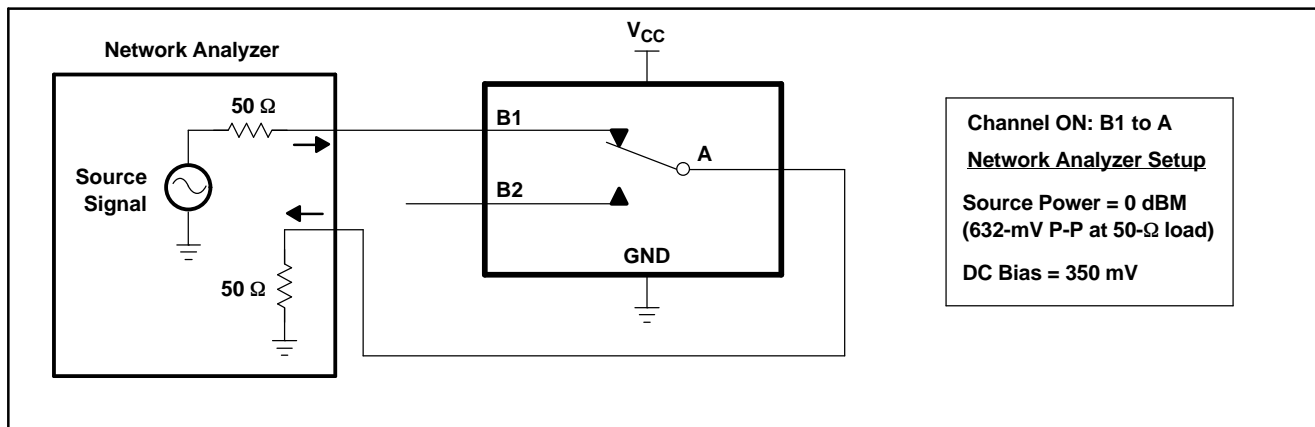 Network Analyzer
50 Ω
Source
Signal
50 Ω
VCC
B1
A
B2
GND
Channel ON: B1 to A
Network Analyzer Setup
Source Power = 0 dBM
(632-mV P-P at 50-Ω load)
DC Bias = 350 mV